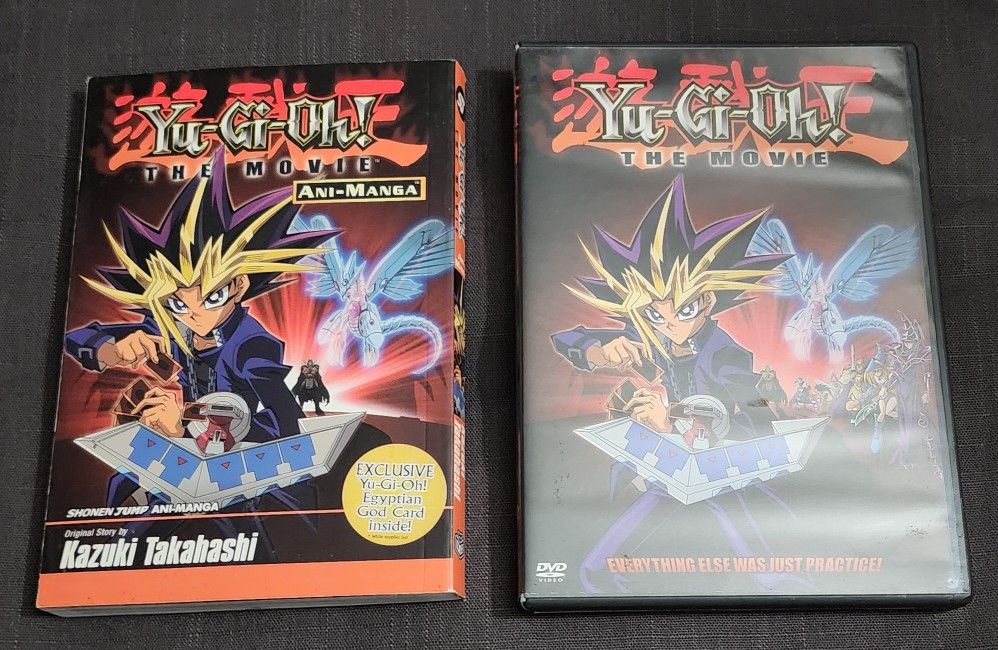 遊戯王
Yu-Gi-Oh!
THE MOVIE™
ANI-MANGA™
EXCLUSIVE
Yu-Gi-Oh!
Egyptian
God Card
inside!
SHONEN JUMP ANI-MANGA
Original Story by
Kazuki Takahashi
遊戯王
Yu-Gi-Oh!
THE MOVIE
DVD
VIDEO
EVERYTHING ELSE WAS JUST PRACTICE!